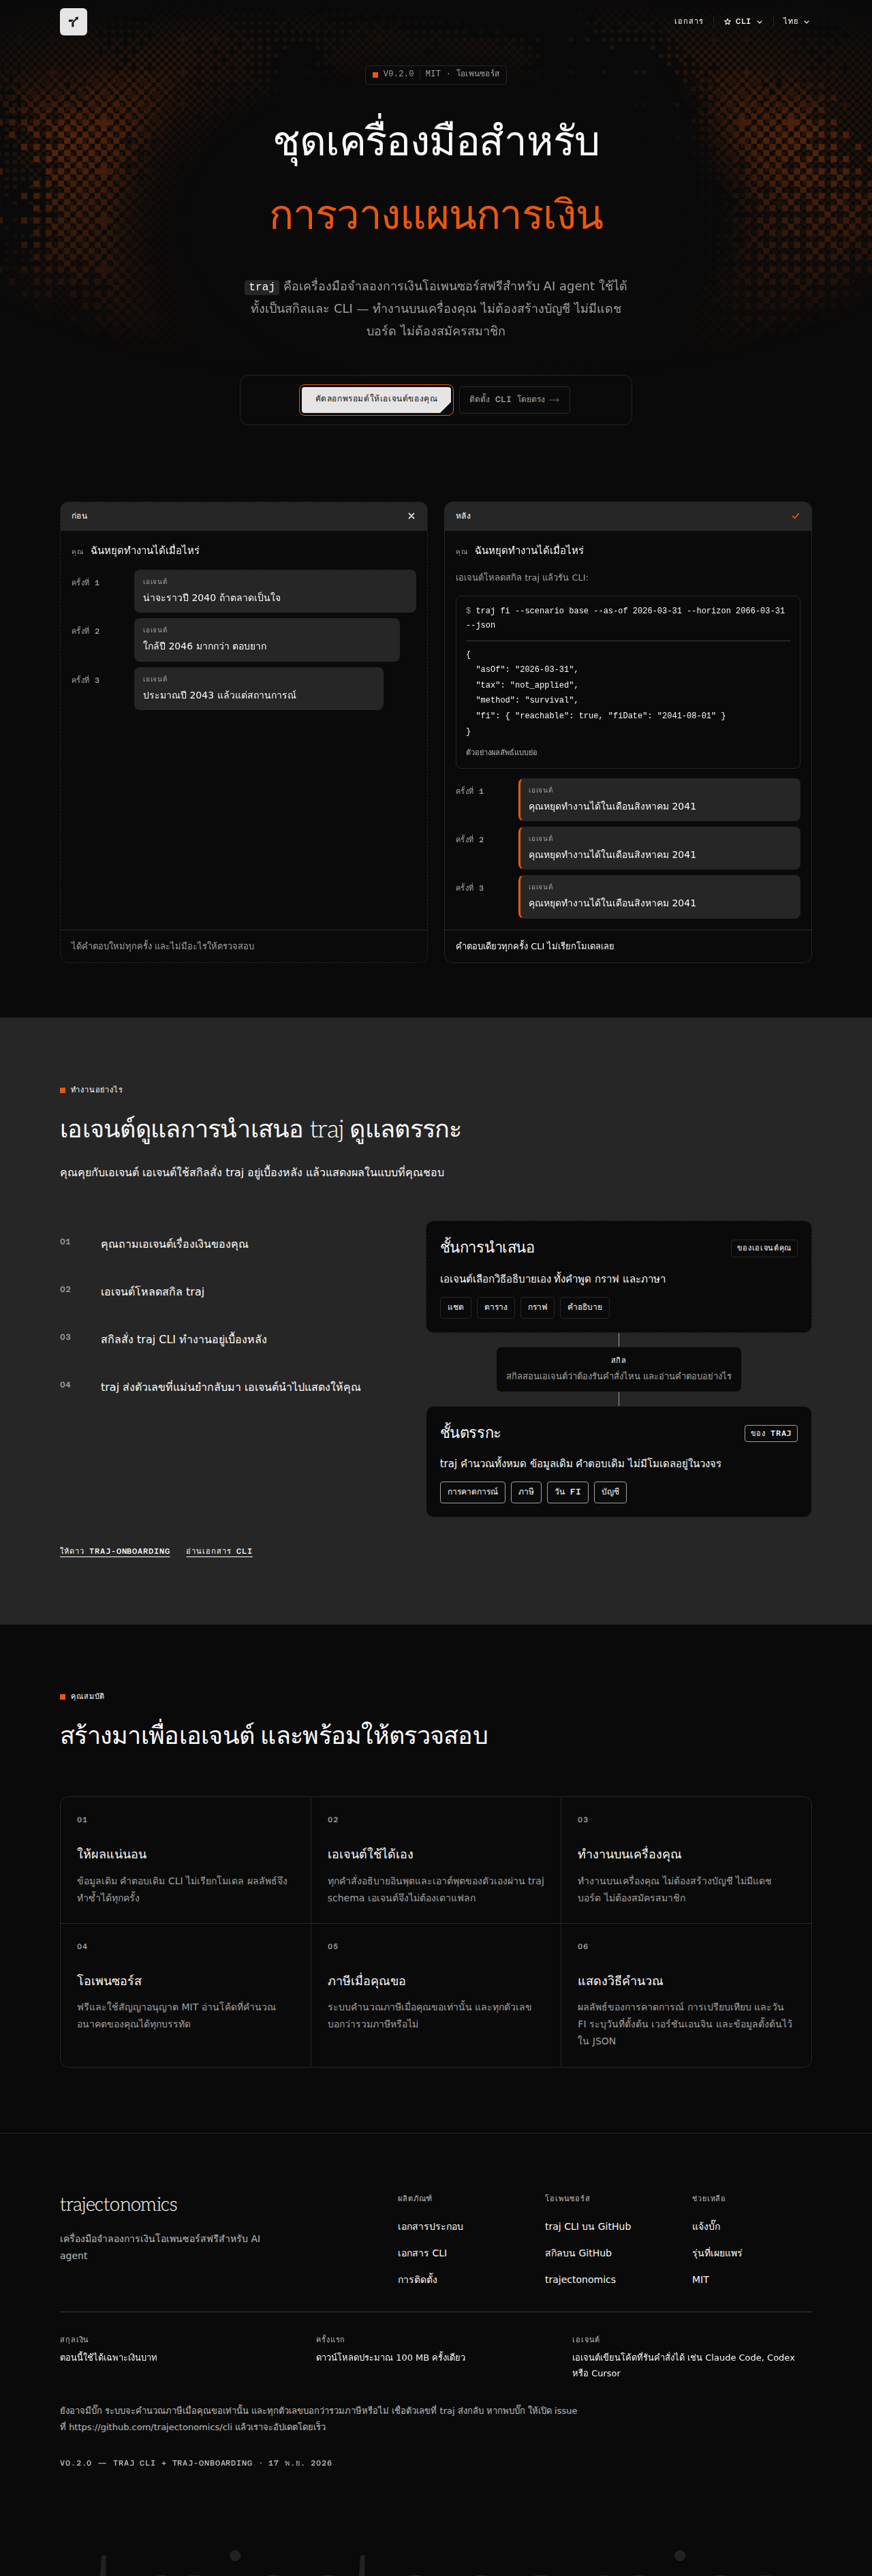 เอกสาร
CLI
ไทย
V0.2.0 MIT · โอเพนซอร์ส
ชุดเครื่องมือสำหรับ
การวางแผนการเงิน
traj คือเครื่องมือจำลองการเงินโอเพนซอร์สฟรีสำหรับ AI agent ใช้ได้
ทั้งเป็นสกิลและ CLI — ทำงานบนเครื่องคุณ ไม่ต้องสร้างบัญชี ไม่มีแดช
บอร์ด ไม่ต้องสมัครสมาชิก
คัดลอกพรอมต์ให้เอเจนต์ของคุณ
ติดตั้ง CLI โดยตรง →
ก่อน
คุณ ฉันหยุดทำงานได้เมื่อไหร่
ครั้งที่ 1
เอเจนต์
น่าจะราวปี 2040 ถ้าตลาดเป็นใจ
ครั้งที่ 2
เอเจนต์
ใกล้ปี 2046 มากกว่า ตอบยาก
ครั้งที่ 3
เอเจนต์
ประมาณปี 2043 แล้วแต่สถานการณ์
ได้คำตอบใหม่ทุกครั้ง และไม่มีอะไรให้ตรวจสอบ
หลัง
คุณ ฉันหยุดทำงานได้เมื่อไหร่
เอเจนต์โหลดสกิล traj แล้วรัน CLI:
$ traj fi --scenario base --as-of 2026-03-31 --horizon 2066-03-31
--json
{
"asOf": "2026-03-31",
"tax": "not_applied",
"method": "survival",
"fi": { "reachable": true, "fiDate": "2041-08-01" }
}
ตัวอย่างผลลัพธ์แบบย่อ
ครั้งที่ 1
เอเจนต์
คุณหยุดทำงานได้ในเดือนสิงหาคม 2041
ครั้งที่ 2
เอเจนต์
คุณหยุดทำงานได้ในเดือนสิงหาคม 2041
ครั้งที่ 3
เอเจนต์
คุณหยุดทำงานได้ในเดือนสิงหาคม 2041
คำตอบเดียวทุกครั้ง CLI ไม่เรียกโมเดลเลย
ทำงานอย่างไร
เอเจนต์ดูแลการนำเสนอ traj ดูแลตรรกะ
คุณคุยกับเอเจนต์ เอเจนต์ใช้สกิลสั่ง traj อยู่เบื้องหลัง แล้วแสดงผลในแบบที่คุณชอบ
01 คุณถามเอเจนต์เรื่องเงินของคุณ
02 เอเจนต์โหลดสกิล traj
03 สกิลสั่ง traj CLI ทำงานอยู่เบื้องหลัง
04 traj ส่งตัวเลขที่แม่นยำกลับมา เอเจนต์นำไปแสดงให้คุณ
ชั้นการนำเสนอ
ของเอเจนต์คุณ
เอเจนต์เลือกวิธีอธิบายเอง ทั้งคำพูด กราฟ และภาษา
แชต ตาราง กราฟ คำอธิบาย
สกิล
สกิลสอนเอเจนต์ว่าต้องรันคำสั่งไหน และอ่านคำตอบอย่างไร
ชั้นตรรกะ
ของ TRAJ
traj คำนวณทั้งหมด ข้อมูลเดิม คำตอบเดิม ไม่มีโมเดลอยู่ในวงจร
การคาดการณ์ ภาษี วัน FI บัญชี
ให้ดาว TRAJ-ONBOARDING อ่านเอกสาร CLI
คุณสมบัติ
สร้างมาเพื่อเอเจนต์ และพร้อมให้ตรวจสอบ
01
ให้ผลแน่นอน
ข้อมูลเดิม คำตอบเดิม CLI ไม่เรียกโมเดล ผลลัพธ์จึง
ทำซ้ำได้ทุกครั้ง
02
เอเจนต์ใช้ได้เอง
ทุกคำสั่งอธิบายอินพุตและเอาต์พุตของตัวเองผ่าน traj
schema เอเจนต์จึงไม่ต้องเดาแฟลก
03
ทำงานบนเครื่องคุณ
ทำงานบนเครื่องคุณ ไม่ต้องสร้างบัญชี ไม่มีแดช
บอร์ด ไม่ต้องสมัครสมาชิก
04
โอเพนซอร์ส
ฟรีและใช้สัญญาอนุญาต MIT อ่านโค้ดที่คำนวณ
อนาคตของคุณได้ทุกบรรทัด
05
ภาษีเมื่อคุณขอ
ระบบคำนวณภาษีเมื่อคุณขอเท่านั้น และทุกตัวเลข
บอกว่ารวมภาษีหรือไม่
06
แสดงวิธีคำนวณ
ผลลัพธ์ของการคาดการณ์ การเปรียบเทียบ และวัน
FI ระบุวันที่ตั้งต้น เวอร์ชันเอนจิน และข้อมูลตั้งต้นไว้
ใน JSON
trajectonomics
เครื่องมือจำลองการเงินโอเพนซอร์สฟรีสำหรับ AI
agent
ผลิตภัณฑ์
เอกสารประกอบ
เอกสาร CLI
การติดตั้ง
โอเพนซอร์ส
traj CLI บน GitHub
สกิลบน GitHub
trajectonomics
ช่วยเหลือ
แจ้งบั๊ก
รุ่นที่เผยแพร่
MIT
สกุลเงิน
ตอนนี้ใช้ได้เฉพาะเงินบาท
ครั้งแรก
ดาวน์โหลดประมาณ 100 MB ครั้งเดียว
เอเจนต์
เอเจนต์เขียนโค้ดที่รันคำสั่งได้ เช่น Claude Code, Codex
หรือ Cursor
ยังอาจมีบั๊ก ระบบจะคำนวณภาษีเมื่อคุณขอเท่านั้น และทุกตัวเลขบอกว่ารวมภาษีหรือไม่ เชื่อตัวเลขที่ traj ส่งกลับ หากพบบั๊ก ให้เปิด issue
ที่ https://github.com/trajectonomics/cli แล้วเราจะอัปเดตโดยเร็ว
V0.2.0 — TRAJ CLI + TRAJ-ONBOARDING · 17 พ.ย. 2026